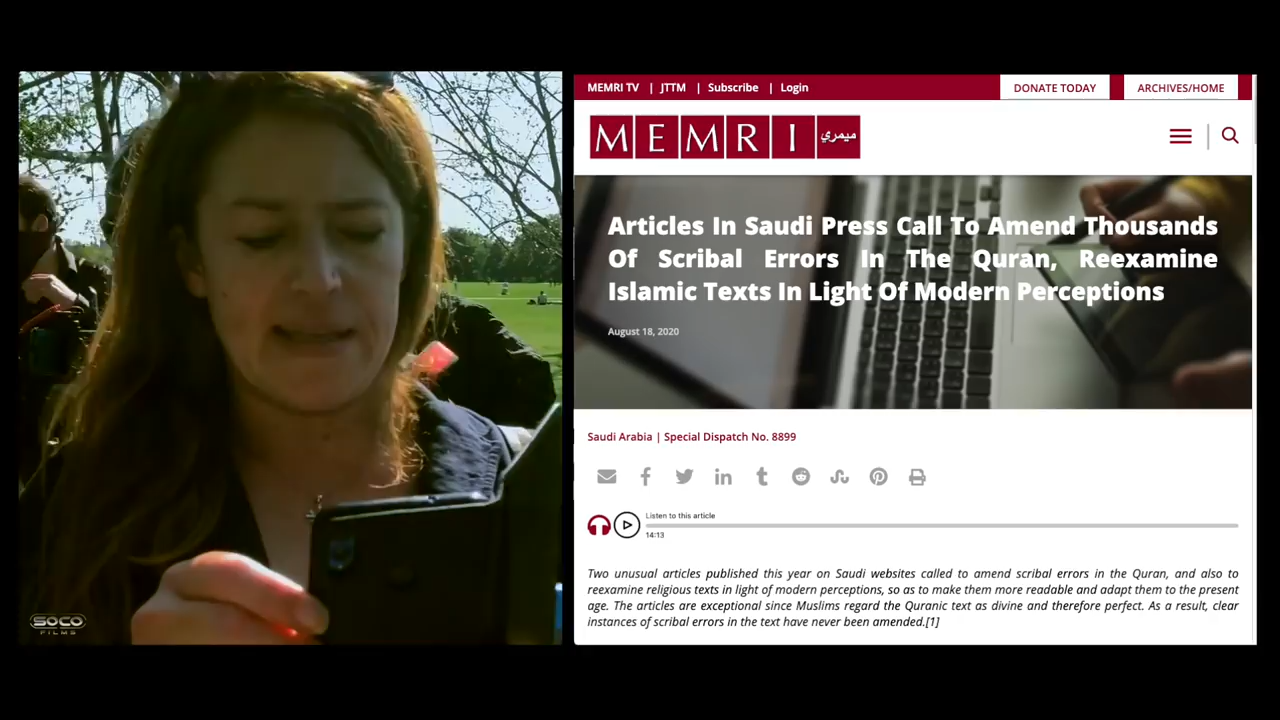 MEMRI TV | JTTM | Subscribe | Login
DONATE TODAY
ARCHIVES/HOME
MEMRI ميمري
Articles In Saudi Press Call To Amend Thousands
Of Scribal Errors In The Quran, Reexamine
Islamic Texts In Light Of Modern Perceptions
August 18, 2020
Saudi Arabia | Special Dispatch No. 8899
Listen to this article
14:13
Two unusual articles published this year on Saudi websites called to amend scribal errors in the Quran, and also to
reexamine religious texts in light of modern perceptions, so as to make them more readable and adapt them to the present
age. The articles are exceptional since Muslims regard the Quranic text as divine and therefore perfect. As a result, clear
instances of scribal errors in the text have never been amended.[1]
SOCO
FILMS